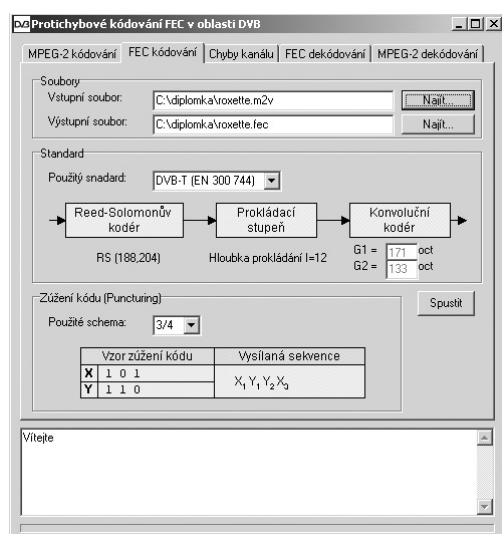 DVB Protichybové kódování FEC v oblasti DVB
MPEG-2 kódování FEC kódování Chyby kanálu FEC dekódování MPEG-2 dekódování
Soubory
Vstupní soubor: C:\diplomka\roxette.m2v Najít...
Výstupní soubor: C:\diplomka\roxette.fec Najít...
Standard
Použitý snadard: DVB-T (EN 300 744)
Reed-Solomonův Prokládací Konvoluční
kodér stupeň kodér
RS (188,204) Hloubka prokládání I=12 G1 = 171 oct
G2 = 133 oct
Zúžení kódu (Puncturing) Spustit
Použité schema: 3/4
Vzor zúžení kódu Vysílaná sekvence
X 1 0 1 X₁ Y₁ Y₂ X₃
Y 1 1 0
Vítejte